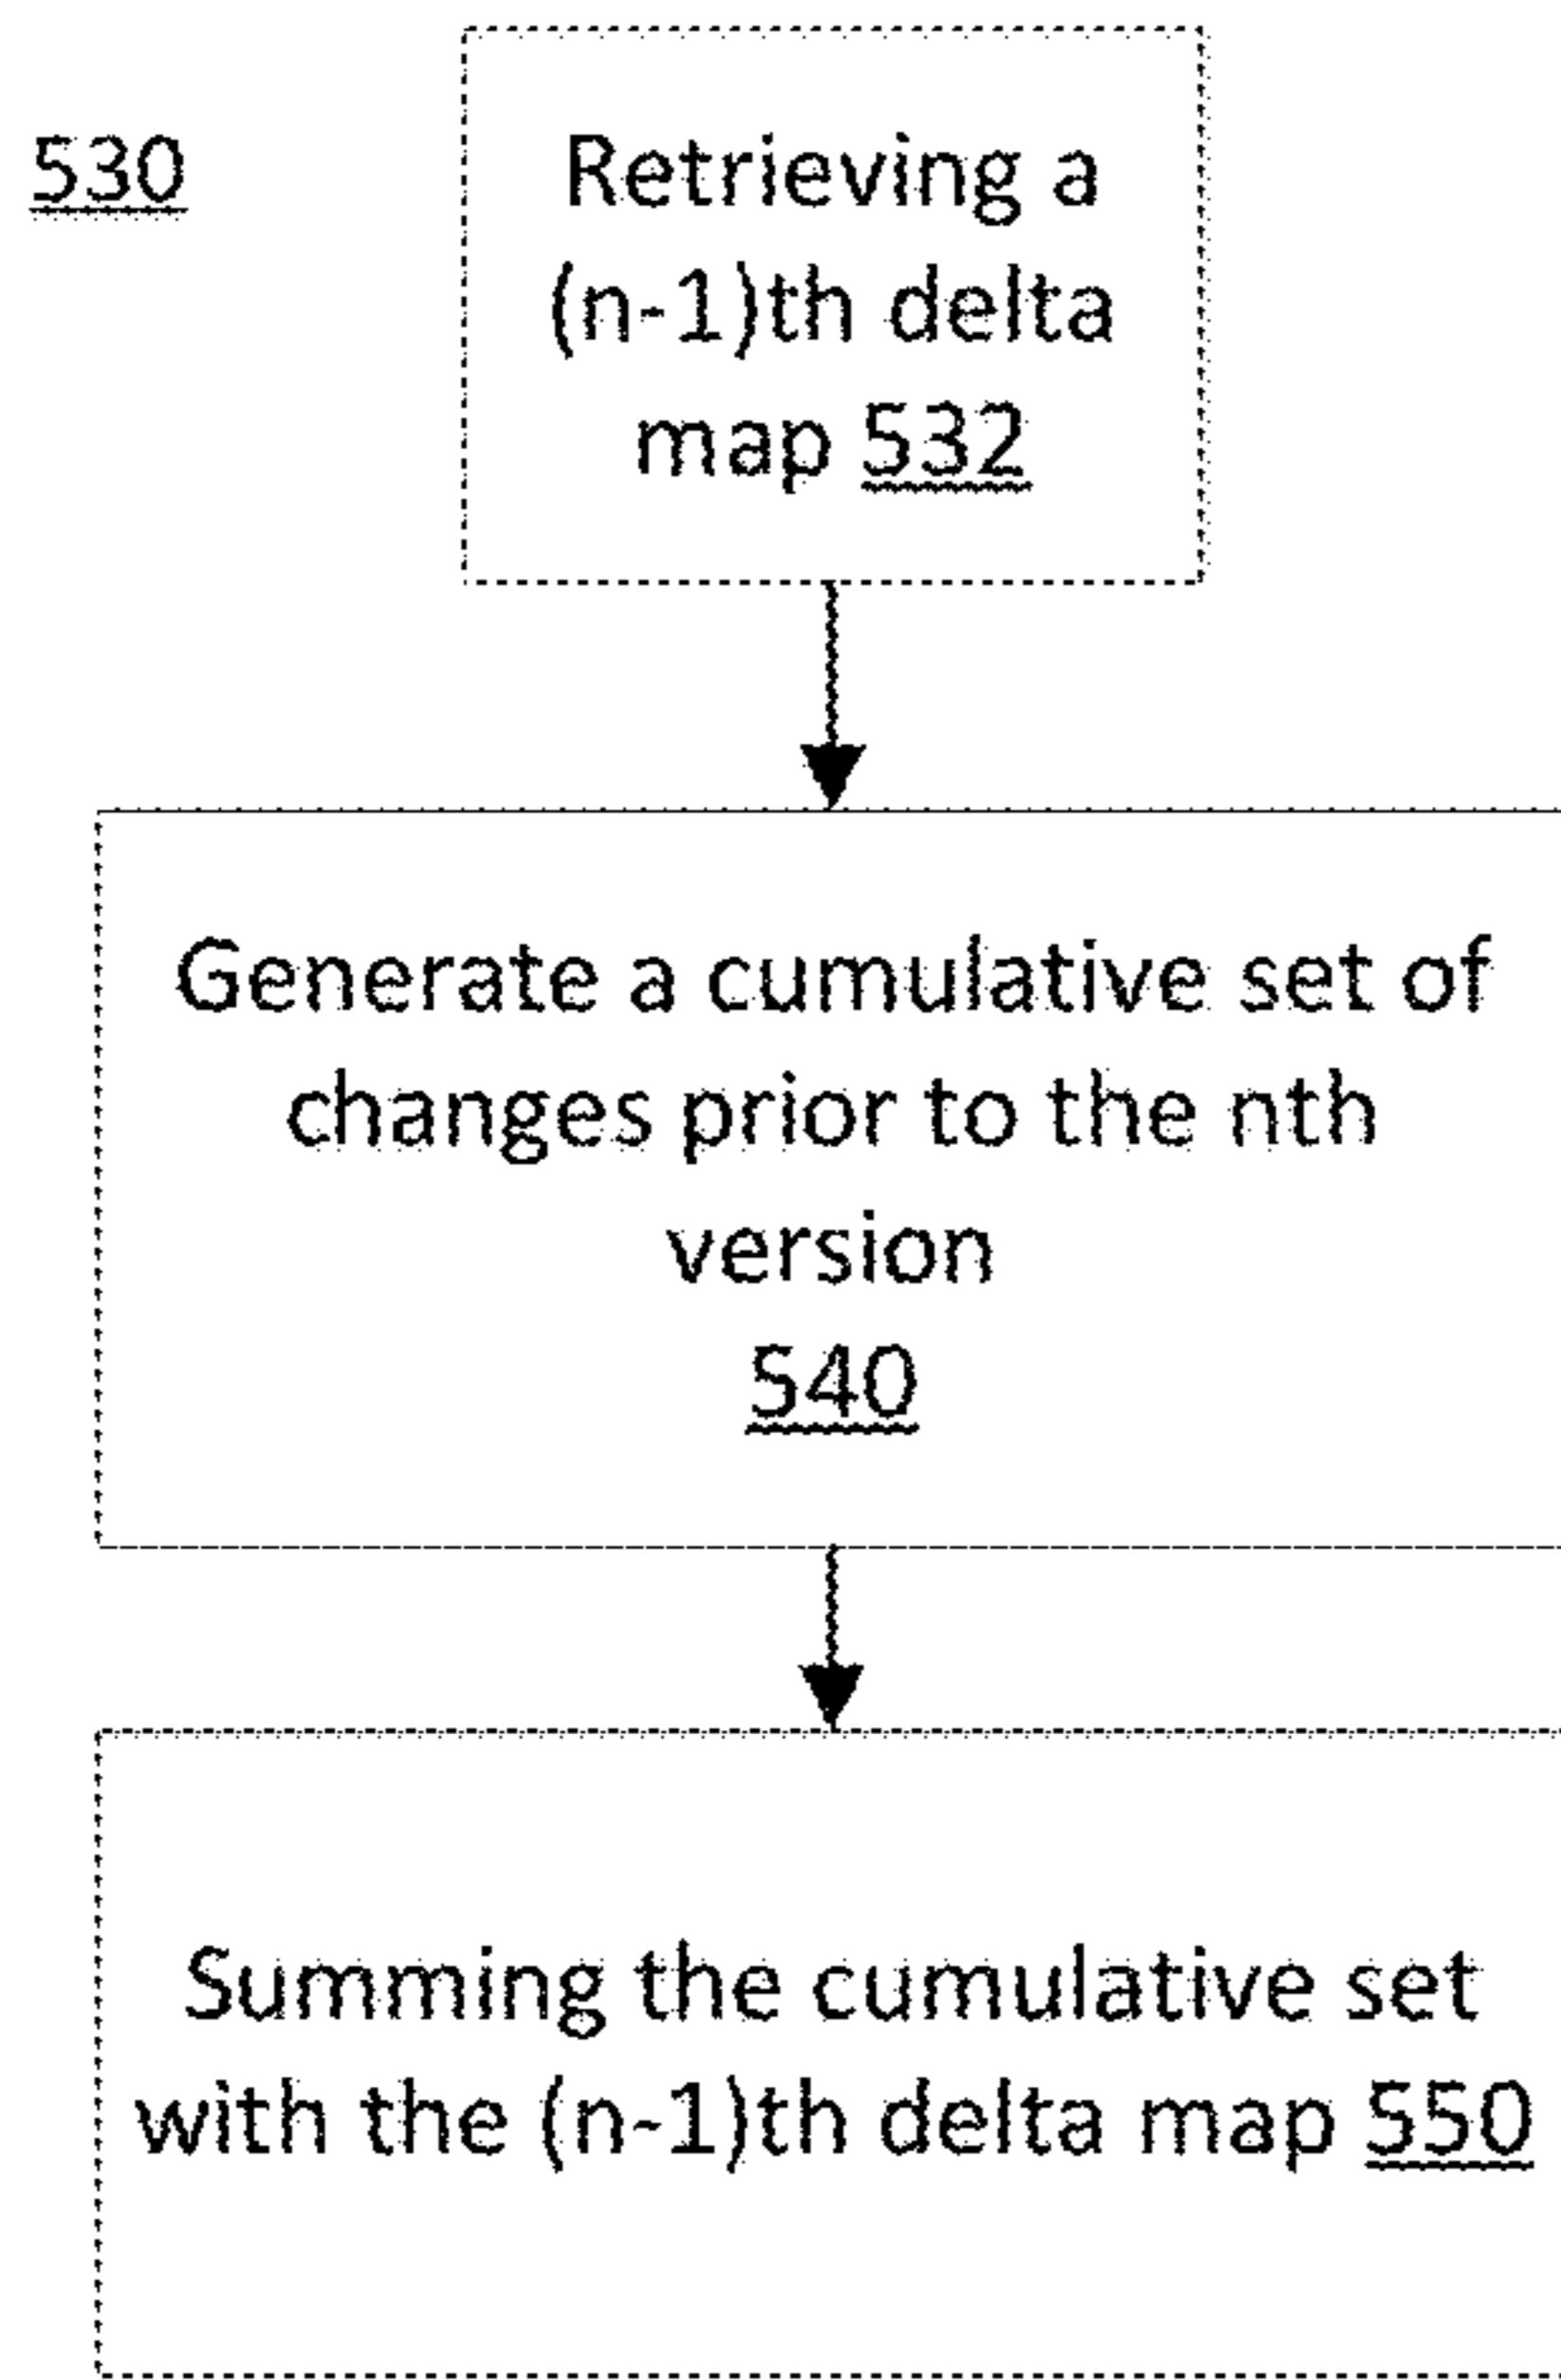 530
Retrieving a
(n-1)th delta
map 532
Generate a cumulative set of
changes prior to the nth
version
540
Summing the cumulative set
with the (n-1)th delta map 550